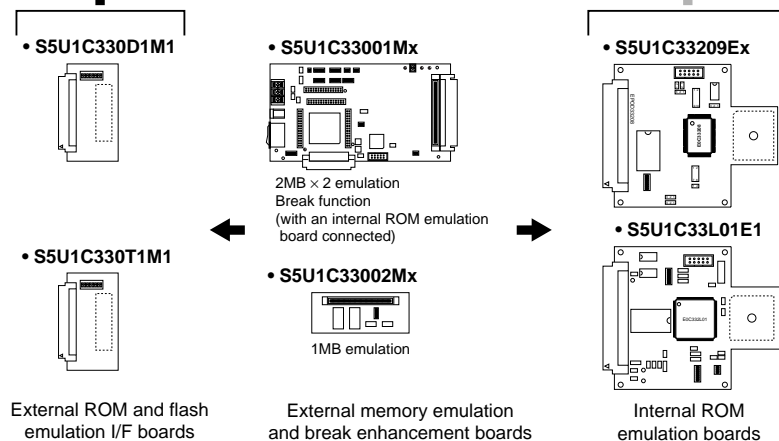 • S5U1C330D1M1
• S5U1C33001Mx
• S5U1C33209Ex
2MB × 2 emulation
Break function
(with an internal ROM emulation
board connected)
• S5U1C330T1M1
• S5U1C33002Mx
1MB emulation
• S5U1C33L01E1
E0C33L01
External ROM and flash
emulation I/F boards
External memory emulation
and break enhancement boards
Internal ROM
emulation boards